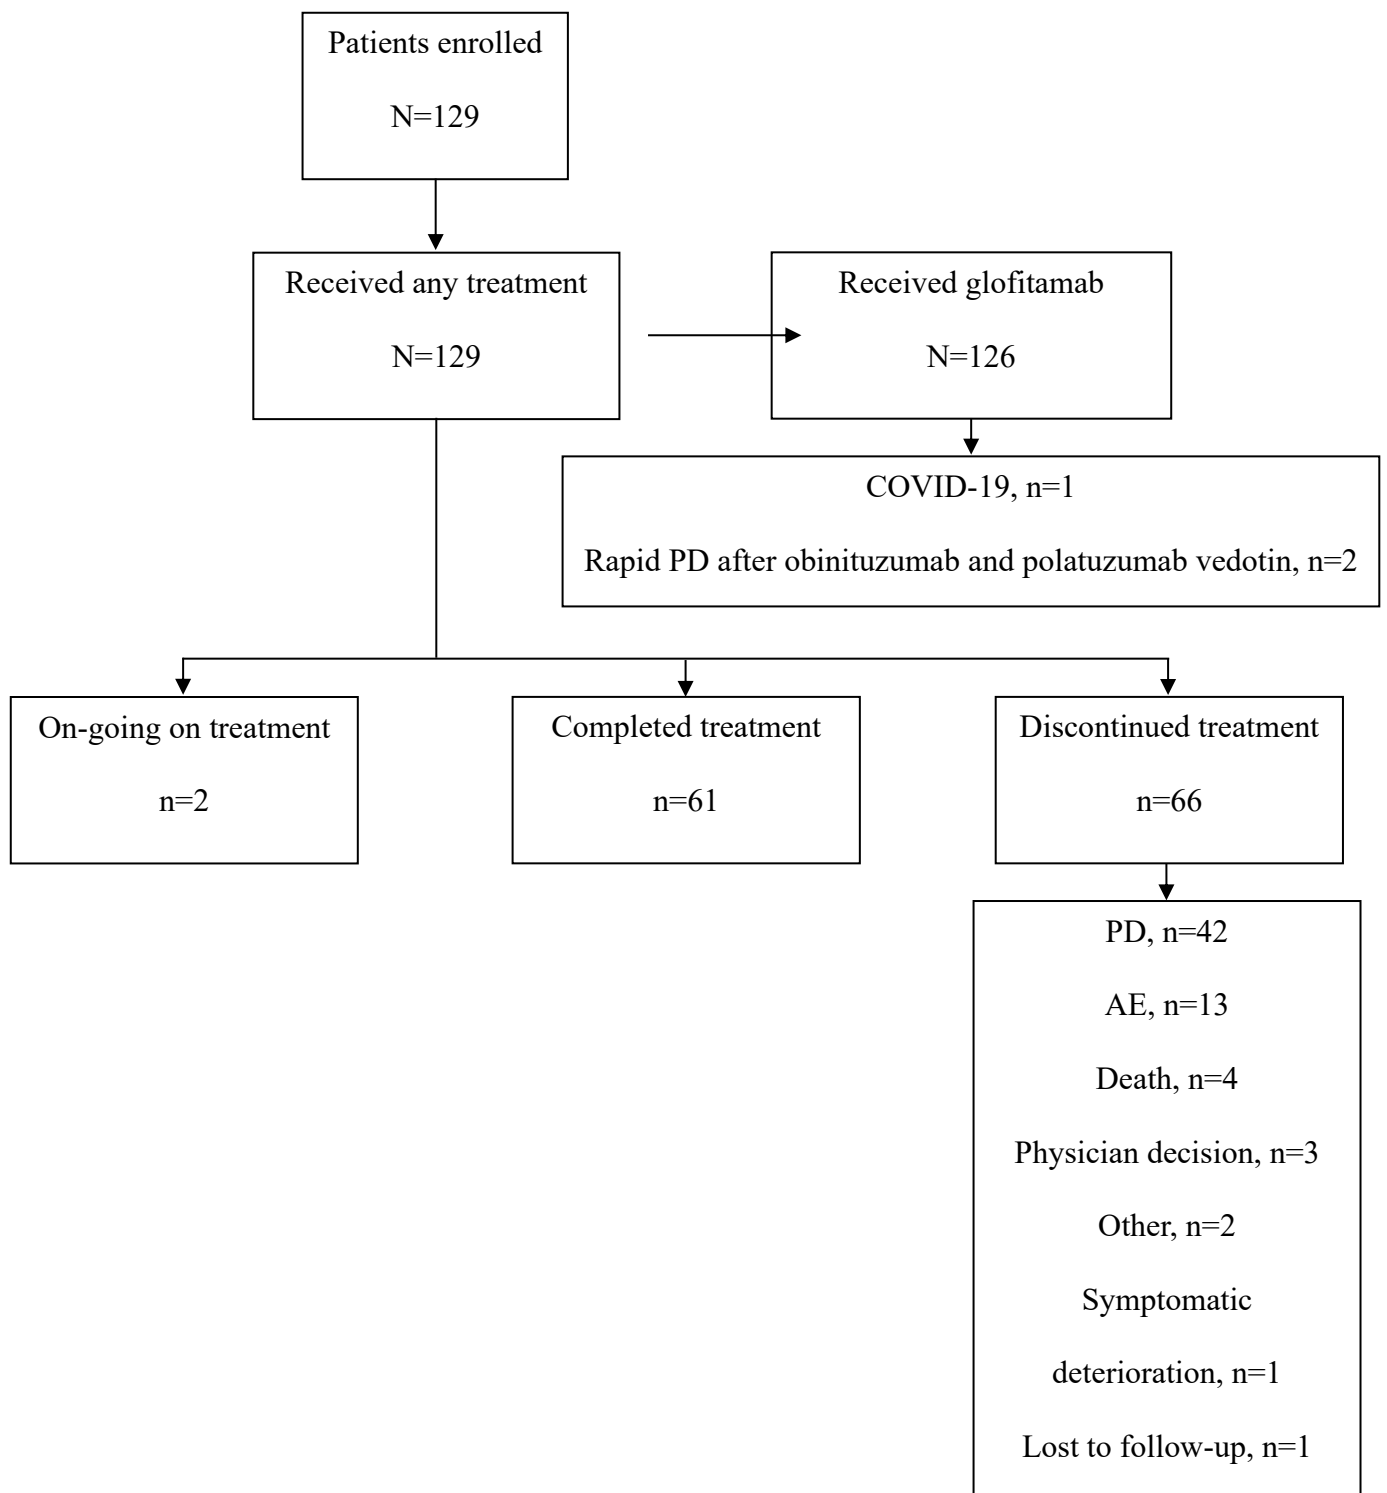 Patients enrolled
N=129
Received any treatment
N=129
Received glofitamab
N=126
COVID-19, n=1
Rapid PD after obinituzumab and polatuzumab vedotin, n=2
On-going on treatment
n=2
Completed treatment
n=61
Discontinued treatment
n=66
PD, n=42
AE, n=13
Death, n=4
Physician decision, n=3
Other, n=2
Symptomatic
deterioration, n=1
Lost to follow-up, n=1